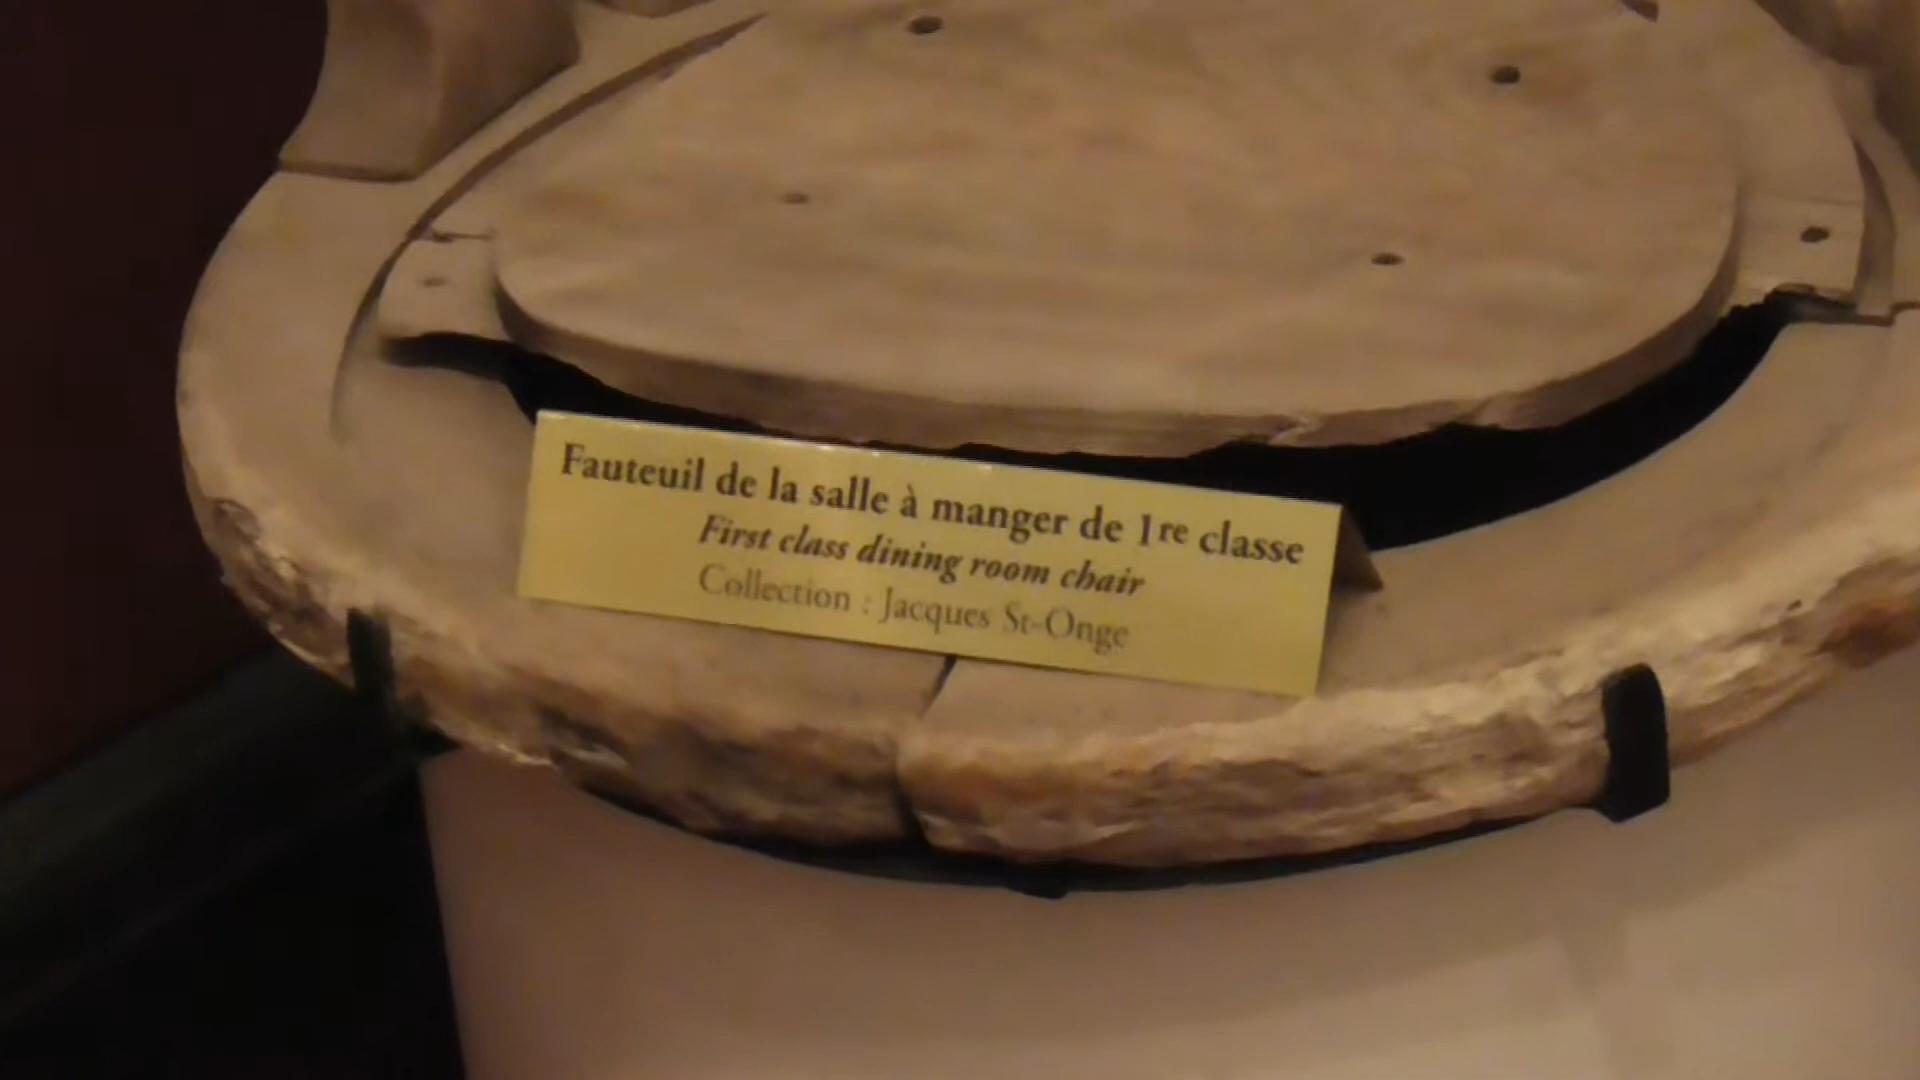 Fauteuil de la salle à manger de 1re classe
First class dining room chair
Collection : Jacques St-Onge